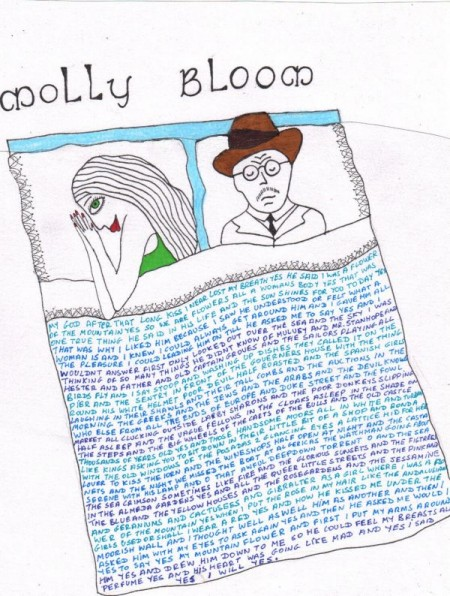 MOLLY BLOOM
MY GOD AFTER THAT LONG KISS I NEAR LOST MY BREATH YES HE SAID I WAS A FLOWER
OF THE MOUNTAIN YES SO WE ARE FLOWERS ALL A WOMANS BODY YES THAT WAS
ONE TRUE THING HE SAID IN HIS LIFE AND THE SUN SHINES FOR YOU TODAY YES
THAT WAS WHY I LIKED HIM BECAUSE I SAW HE UNDERSTOOD OR FELT WHAT A
WOMAN IS AND I KNEW I COULD ALWAYS GET AROUND HIM AND I GAVE HIM ALL
THE PLEASURE I COULD LEADING HIM ON TILL HE ASKED ME TO SAY YES AND I
WOULDNT ANSWER FIRST ONLY LOOKED OUT OVER THE SEA AND THE SKY I WAS
THINKING OF SO MANY THINGS HE DIDNT KNOW OF MULVEY AND MR. STANHOPE AND
HESTER AND FATHER AND OLD CAPTAIN GROVES AND THE SAILORS PLAYING ALL
BIRDS FLY AND I SAY STOOP AND WASHING UP DISHES THEY CALLED IT ON THE
PIER AND THE SENTRY IN FRONT OF THE GOVERNERS HOUSE WITH THE THING
ROUND HIS WHITE HELMET POOR DEVIL HALF ROASTED AND THE SPANISH GIRLS
LAUGHING IN THEIR SHAWLS AND THEIR TALL COMBS AND THE AUCTIONS IN THE
MORNING THE GREEKS AND THE JEWS AND THE ARABS AND THE DEVIL KNOWS
WHO ELSE FROM ALL THE ENDS OF EUROPE AND DUKE STREET AND THE FOWL
MARKET ALL CLUCKING OUTSIDE LARBY SHARONS AND THE POOR DONKEYS SLIPPING
HALF ASLEEP AND THE VAGUE FELLOWS IN THE CLOAKS ASLEEP IN THE SHADE ON
THE STEPS AND THE BIG WHEELS OF THE CARTS OF THE BULLS AND THE OLD CASTLE
THOUSANDS OF YEARS OLD YES AND THOSE HANDSOME MOORS ALL IN WHITE AND TURBANS
LIKE KINGS ASKING YOU TO SIT DOWN IN THEIR LITTLE BIT OF A SHOP AND RONDA
WITH THE OLD WINDOWS OF THE POSADAS 2 GLANCING EYES A LATTICE HID FOR HER
LOVER TO KISS THE IRON AND THE WINESHOPS HALF OPEN AT NIGHT AND THE CASTA
NETS AND THE NIGHT WE MISSED THE BOAT AT ALGECIRAS THE WATCHMAN GOING ABOUT
SERENE WITH HIS LAMP AND O THAT AWFUL DEEPDOWN TORRENT O AND THE SEA
THE SEA CRIMSON SOMETIMES LIKE FIRE AND THE GLORIOUS SUNSETS AND THE FIGTREES
IN THE ALMEDA GARDENS YES AND ALL THE QUEER LITTLE STREETS AND THE
THE BLUE AND THE YELLOW HOUSES AND THE ROSEGARDENS AND THE JESSAMINE
AND GERANIUMS AND CACTUSES AND GIBRALTER AS A GIRL WHERE I WAS A FLO
WER OF THE MOUNTAIN YES WHEN I PUT THE ROSE IN MY HAIR LIKE THE ANDALUSIAN
GIRLS USED OR SHALL I WEAR A RED YES AND HOW HE KISSED ME UNDER THE
MOORISH WALL AND I THOUGHT WELL AS WELL HIM AS ANOTHER AND THEN I
ASKED HIM WITH MY EYES TO ASK AGAIN YES AND THEN HE ASKED ME WOULD I
YES TO SAY YES MY MOUNTAIN FLOWER AND FIRST I PUT MY ARMS AROUND
HIM YES AND DREW HIM DOWN TO ME SO HE COULD FEEL MY BREASTS ALL
PERFUME YES AND HIS HEART WAS GOING LIKE MAD AND YES I SAID
YES I WILL YES.